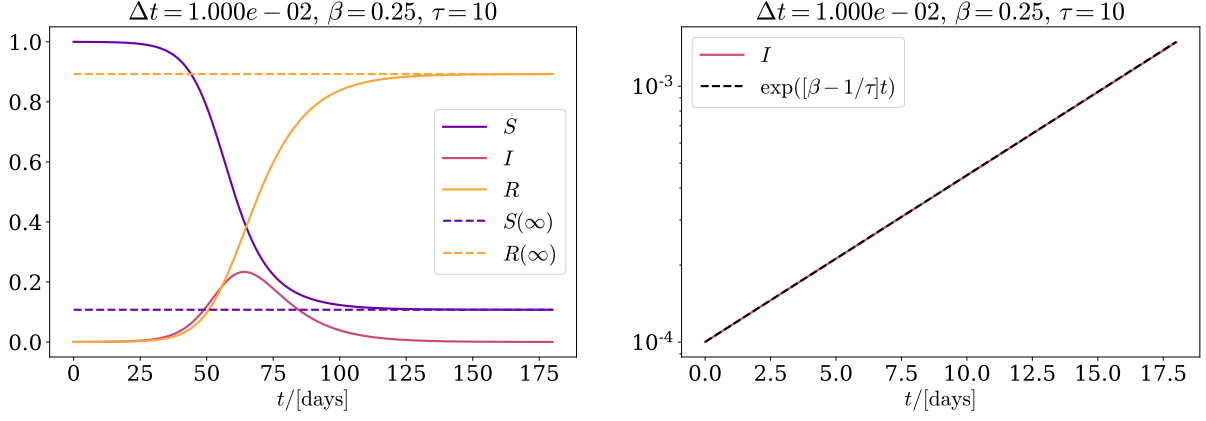 Δt = 1.000e − 02, β = 0.25, τ = 10
1.0
0.8
0.6
0.4
0.2
0.0
S
I
R
S(∞)
R(∞)
0 25 50 75 100 125 150 175
t/[days]
Δt = 1.000e − 02, β = 0.25, τ = 10
I
exp([β − 1/τ]t)
10⁻³
10⁻⁴
0.0 2.5 5.0 7.5 10.0 12.5 15.0 17.5
t/[days]